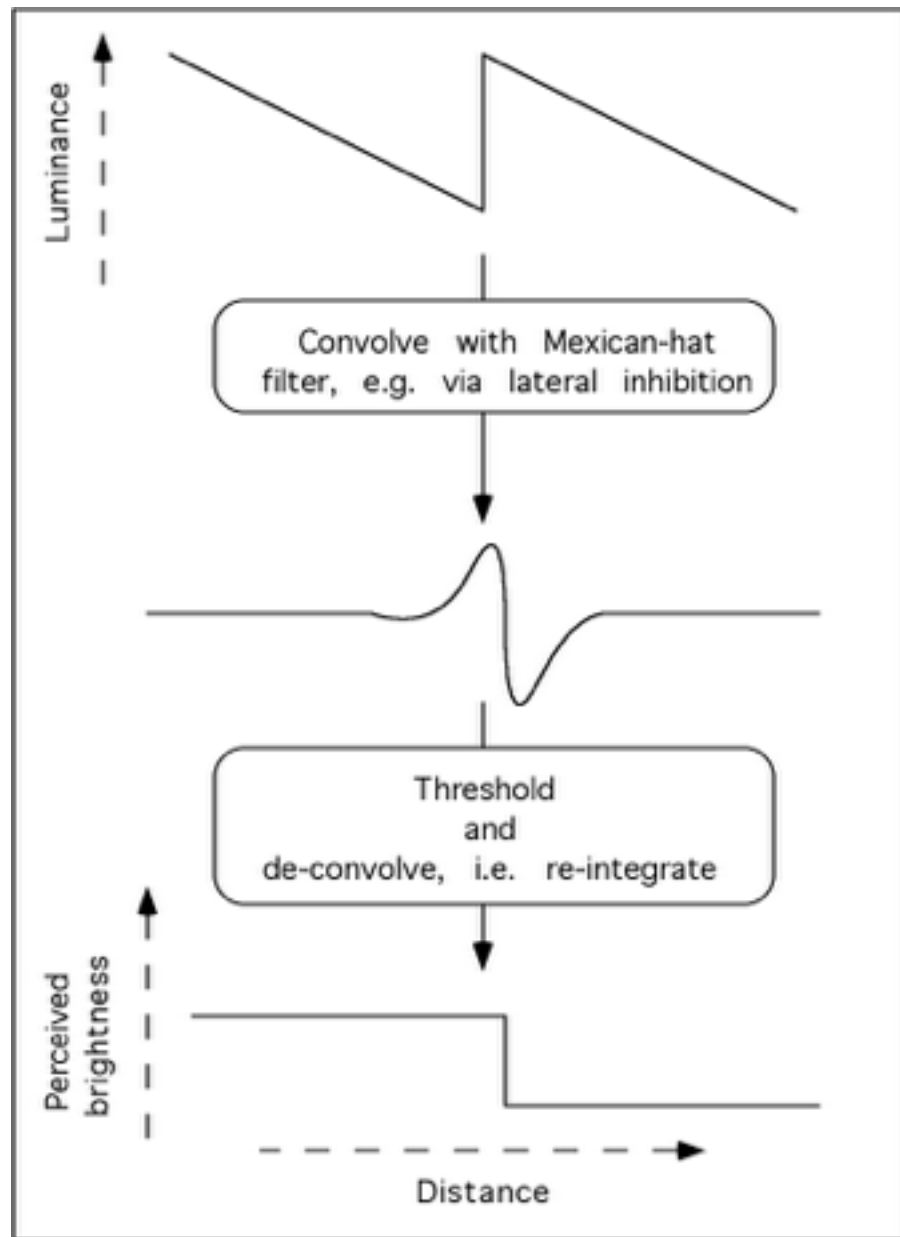 Luminance
Convolve with Mexican-hat
filter, e.g. via lateral inhibition
Threshold
and
de-convolve, i.e. re-integrate
Perceived
brightness
Distance